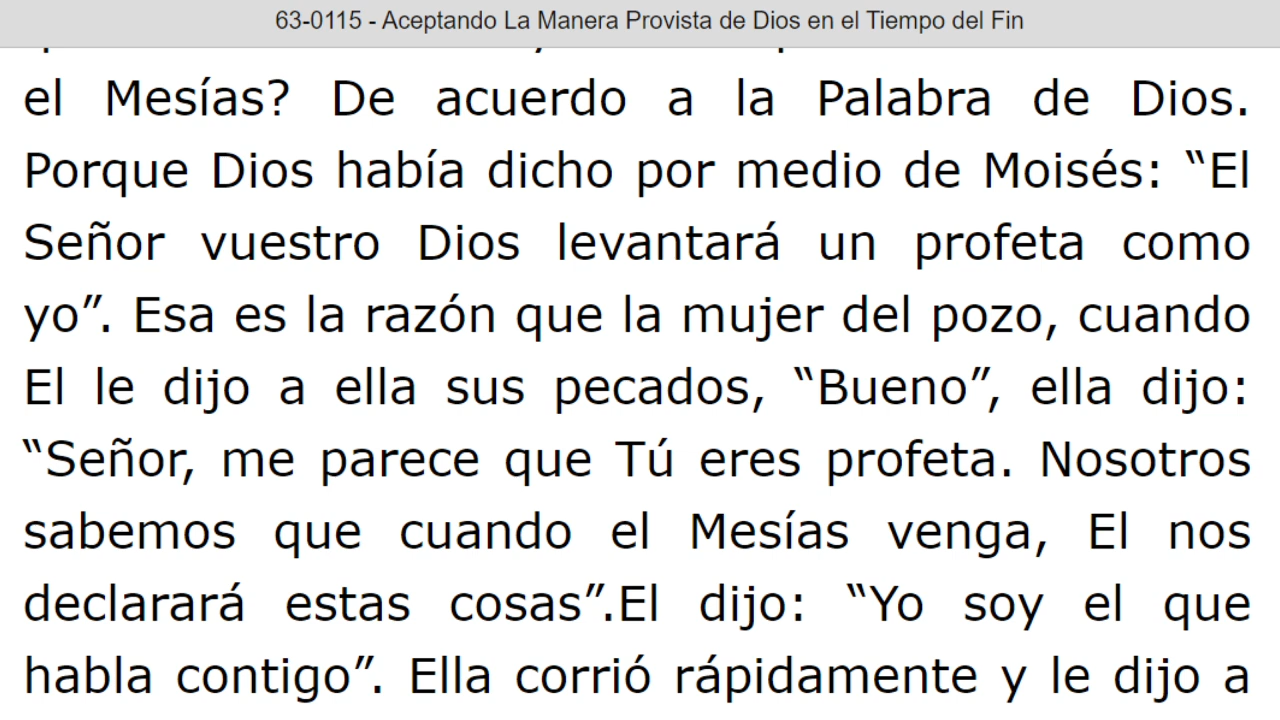 63-0115 - Aceptando La Manera Provista de Dios en el Tiempo del Fin
el Mesías? De acuerdo a la Palabra de Dios.
Porque Dios había dicho por medio de Moisés: “El
Señor vuestro Dios levantará un profeta como
yo”. Esa es la razón que la mujer del pozo, cuando
El le dijo a ella sus pecados, “Bueno”, ella dijo:
“Señor, me parece que Tú eres profeta. Nosotros
sabemos que cuando el Mesías venga, El nos
declarará estas cosas”.El dijo: “Yo soy el que
habla contigo”. Ella corrió rápidamente y le dijo a